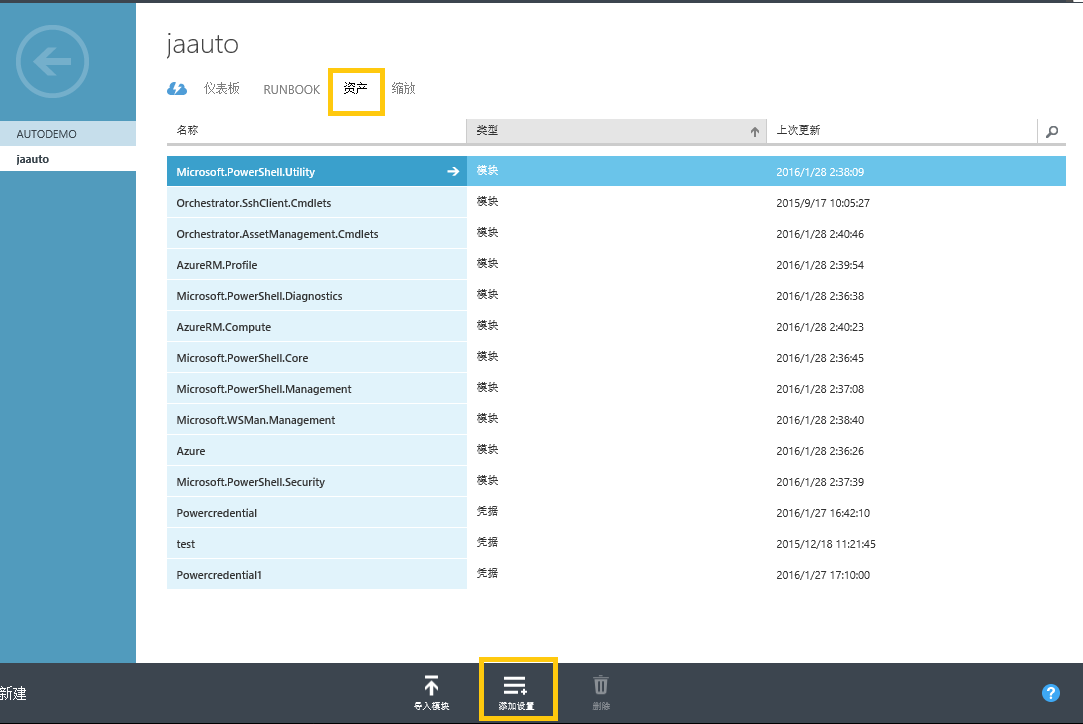 jaauto
仪表板 RUNBOOK 资产 缩放
AUTODEMO
jaauto
名称 类型 上次更新
Microsoft.PowerShell.Utility 模块 2016/1/28 2:38:09
Orchestrator.SshClient.Cmdlets 模块 2015/9/17 10:05:27
Orchestrator.AssetManagement.Cmdlets 模块 2016/1/28 2:40:46
AzureRM.Profile 模块 2016/1/28 2:39:54
Microsoft.PowerShell.Diagnostics 模块 2016/1/28 2:36:38
AzureRM.Compute 模块 2016/1/28 2:40:23
Microsoft.PowerShell.Core 模块 2016/1/28 2:36:45
Microsoft.PowerShell.Management 模块 2016/1/28 2:37:08
Microsoft.WSMan.Management 模块 2016/1/28 2:38:40
Azure 模块 2016/1/28 2:36:26
Microsoft.PowerShell.Security 模块 2016/1/28 2:37:39
Powercredential 凭据 2016/1/27 16:42:10
test 凭据 2015/12/18 11:21:45
Powercredential1 凭据 2016/1/27 17:10:00
新建 导入模块 添加设置 删除 ?